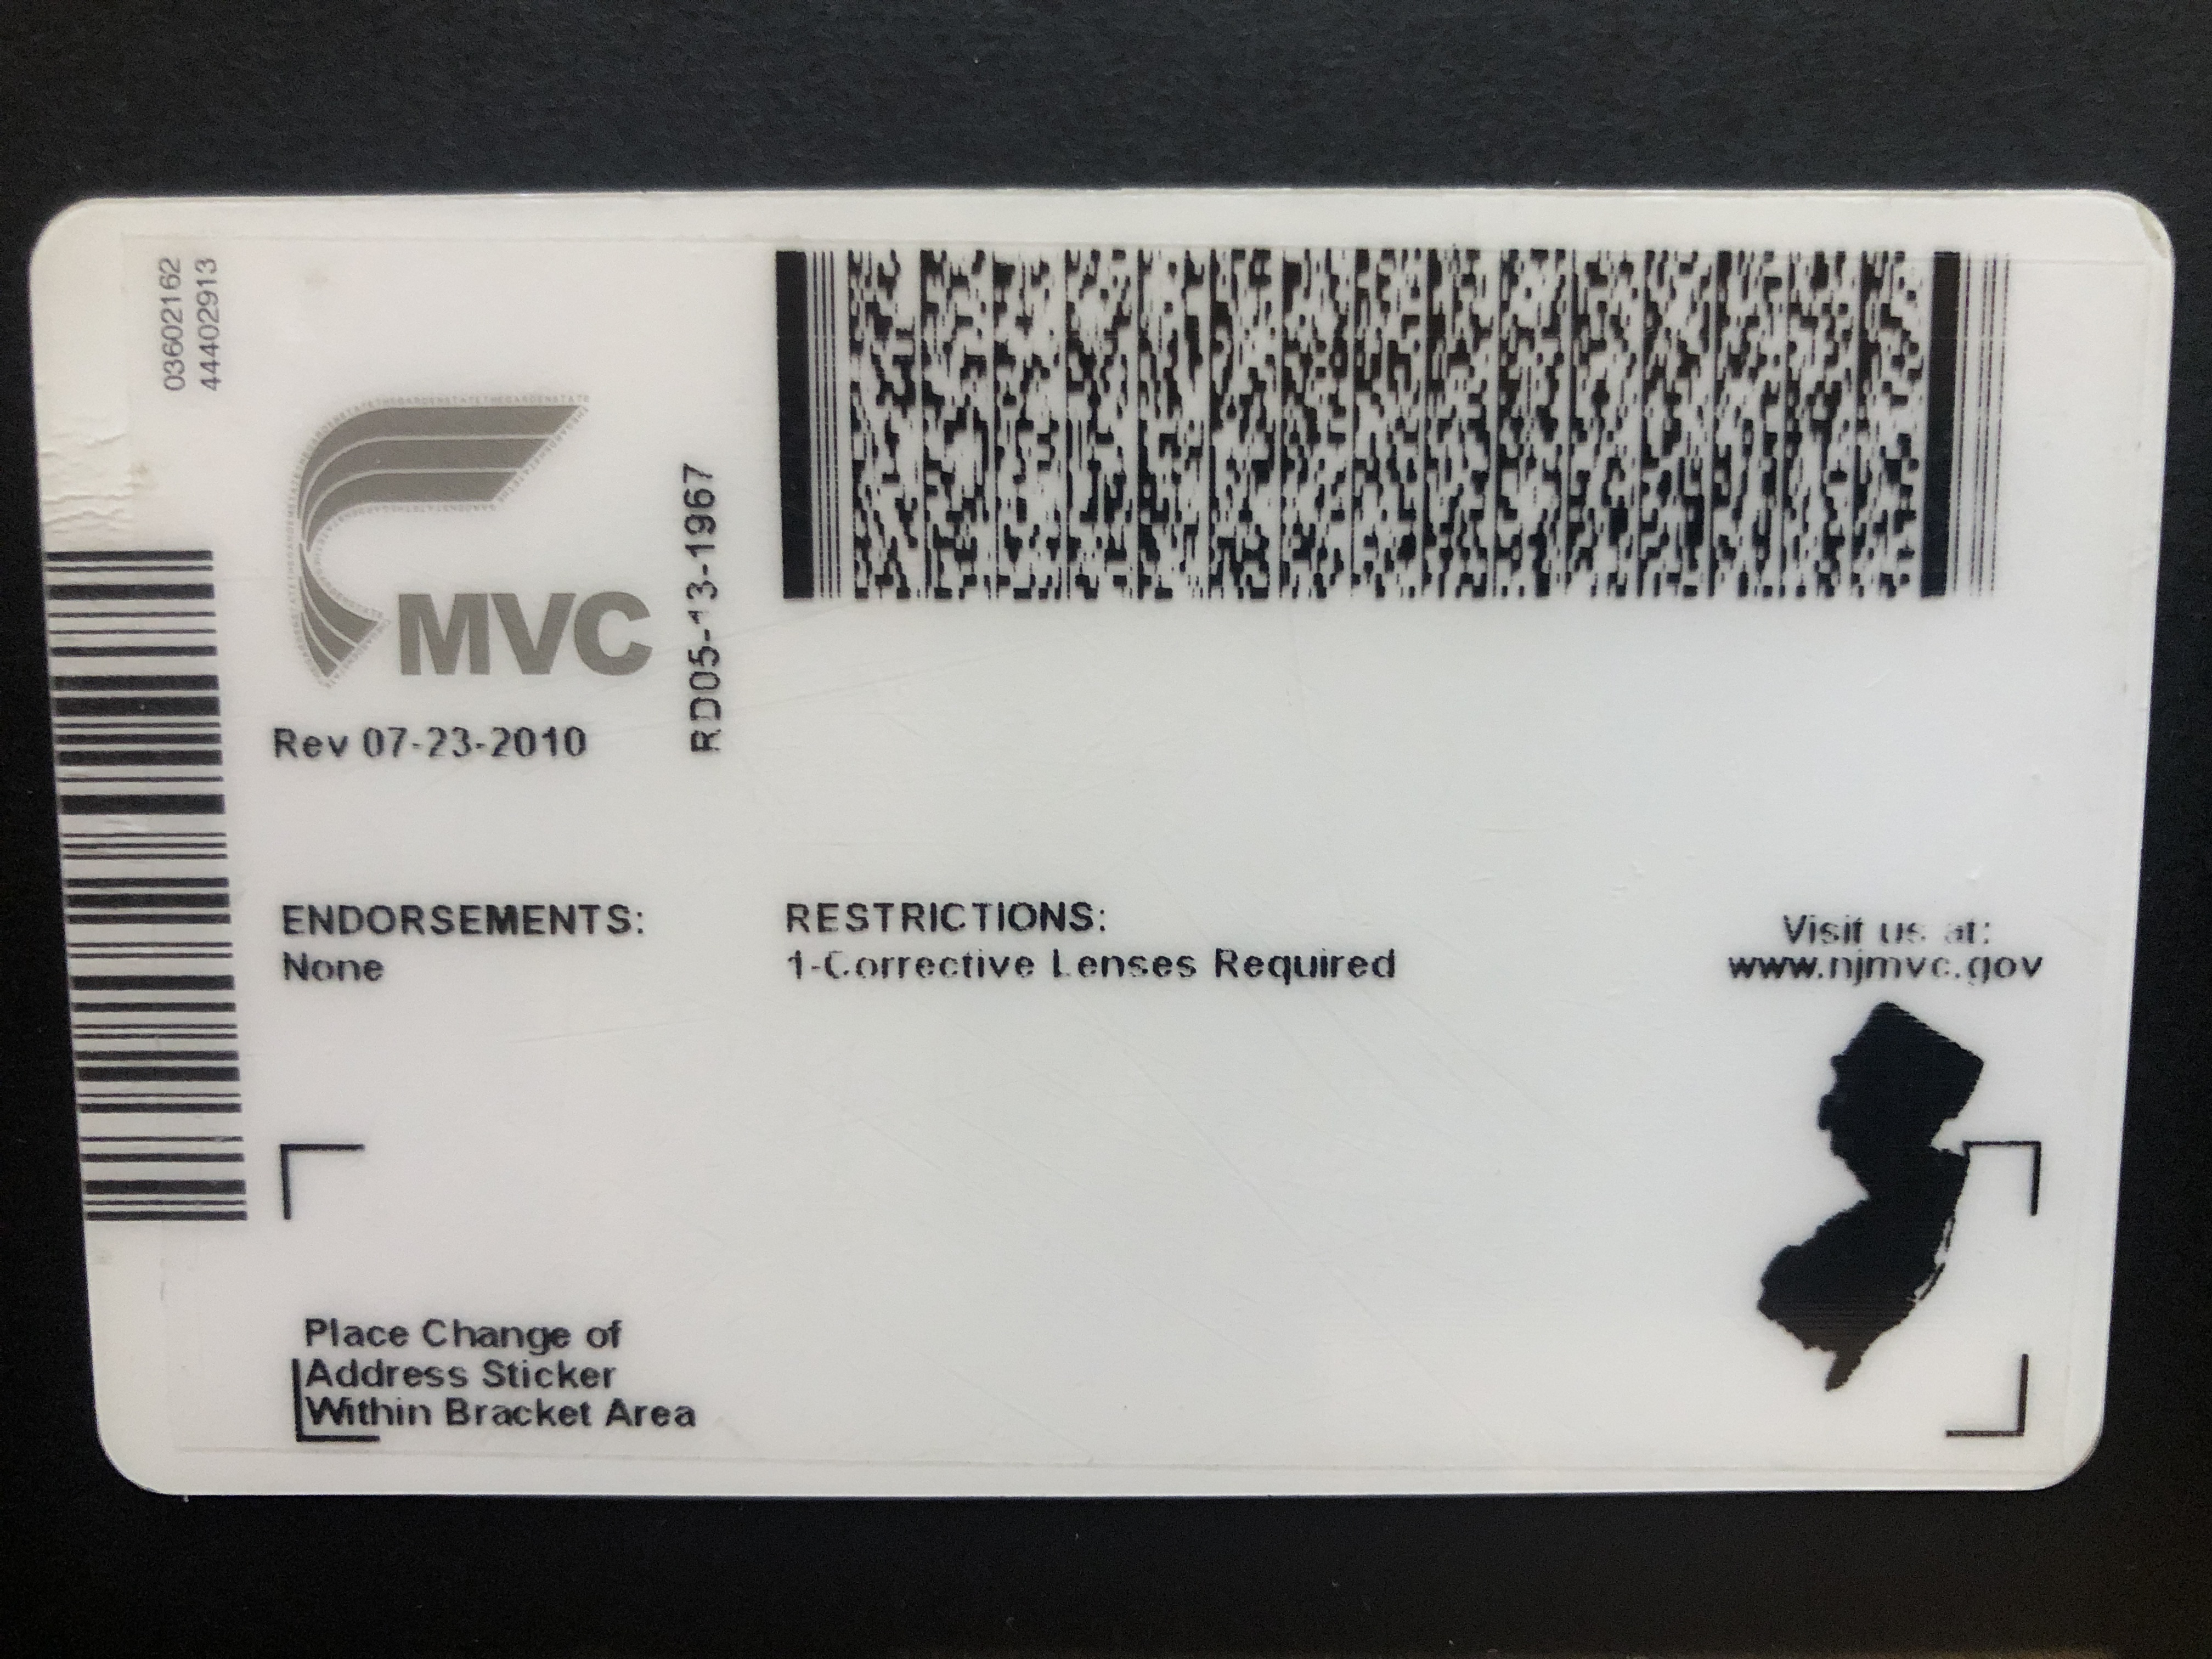 03602162
44402913
MVC
Rev 07-23-2010
RD05-13-1967
ENDORSEMENTS:
None
RESTRICTIONS:
1-Corrective Lenses Required
Visit us at:
www.njmvc.gov
Place Change of
Address Sticker
Within Bracket Area